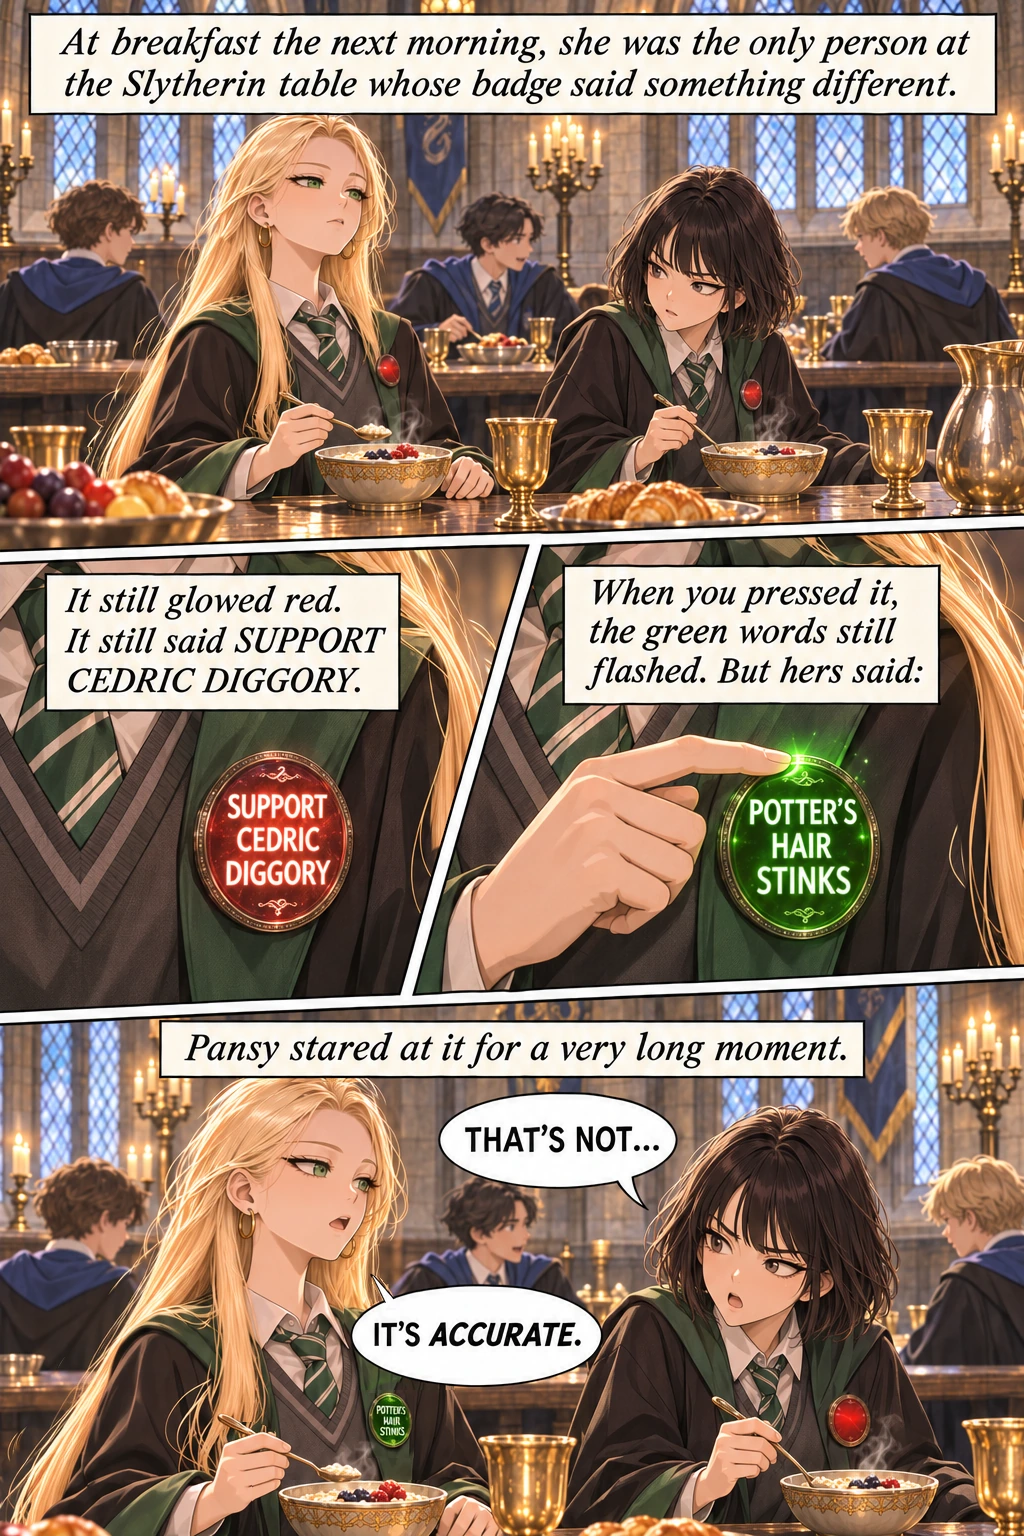 At breakfast the next morning, she was the only person at
the Slytherin table whose badge said something different.
It still glowed red.
It still said SUPPORT
CEDRIC DIGGORY.
SUPPORT
CEDRIC
DIGGORY
When you pressed it,
the green words still
flashed. But hers said:
POTTER'S
HAIR
STINKS
Pansy stared at it for a very long moment.
THAT'S NOT...
IT'S ACCURATE.
POTTER'S
HAIR
STINKS